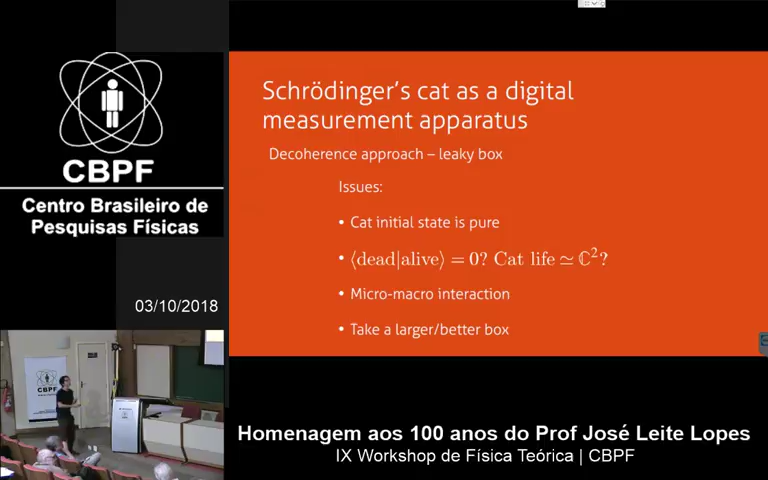 CBPF
Centro Brasileiro de
Pesquisas Físicas
03/10/2018
Schrödinger's cat as a digital
measurement apparatus
Decoherence approach – leaky box
Issues:
• Cat initial state is pure
• ⟨dead|alive⟩ = 0? Cat life ≃ ℂ²?
• Micro-macro interaction
• Take a larger/better box
CBPF
Homenagem aos 100 anos do Prof José Leite Lopes
IX Workshop de Física Teórica | CBPF